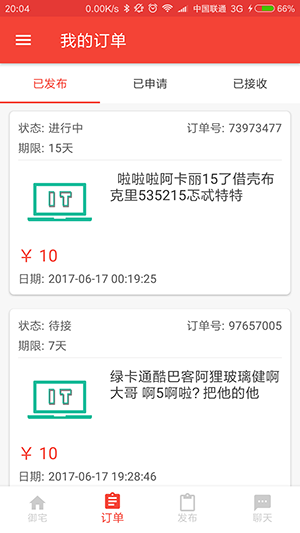 20:04 0.00K/s 中国联通 3G 66%
我的订单
已发布 已申请 已接收
状态: 进行中 订单号: 73973477
期限: 15天
啦啦啦阿卡丽15了借壳布
克里535215忑忒特特
IT
¥ 10
日期: 2017-06-17 00:19:25
状态: 待接 订单号: 97657005
期限: 7天
绿卡通酷巴客阿狸玻璃健啊
大哥 啊5啊啦? 把他的他
IT
¥ 10
日期: 2017-06-17 19:28:46
御宅 订单 发布 聊天